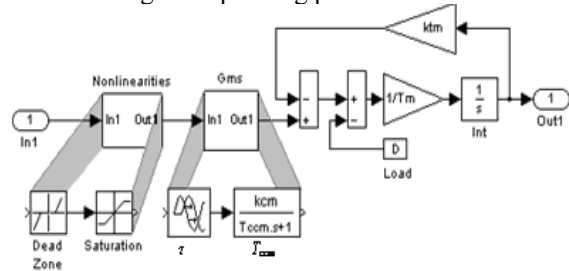 ktm
Nonlinearities
Gms
1
In1
In1 Out1
In1 Out1
-
+
+
-
1/Tm
1
s
Int
1
Out1
D
Load
Dead
Zone
Saturation
τ
kcm
Tccm.s+1